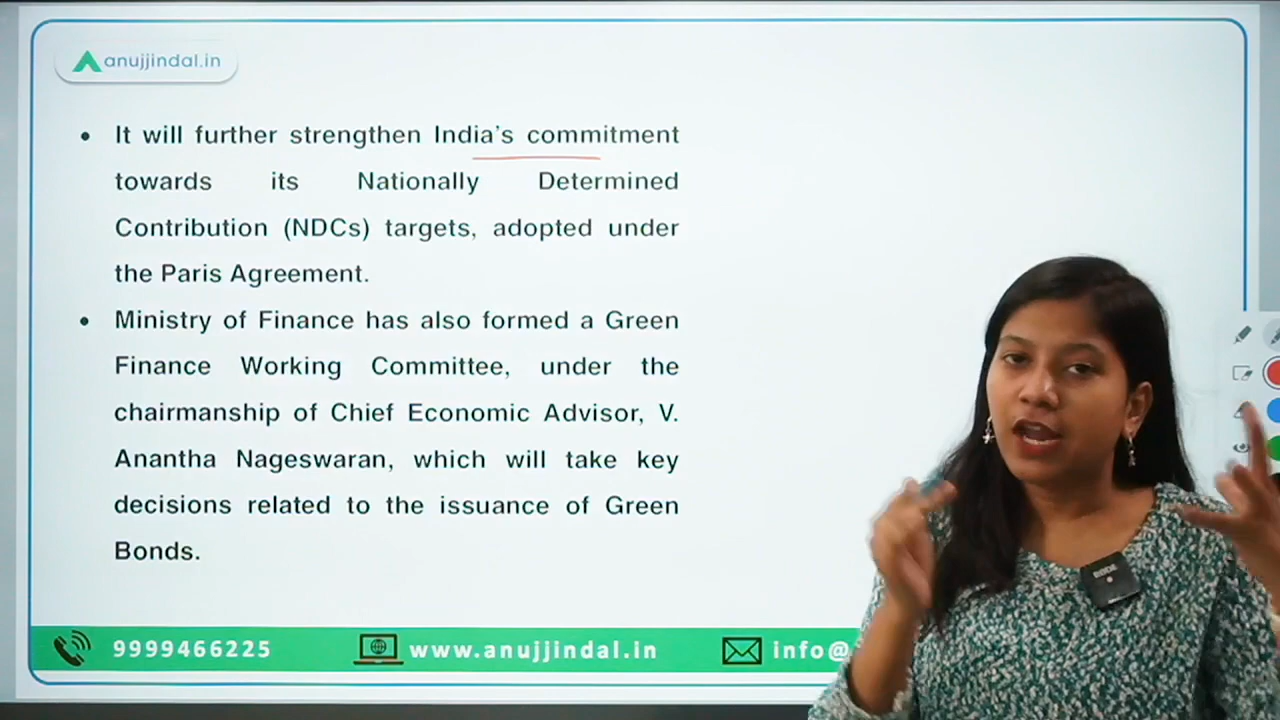 anujjindal.in
• It will further strengthen India's commitment
towards its Nationally Determined
Contribution (NDCs) targets, adopted under
the Paris Agreement.
• Ministry of Finance has also formed a Green
Finance Working Committee, under the
chairmanship of Chief Economic Advisor, V.
Anantha Nageswaran, which will take key
decisions related to the issuance of Green
Bonds.
RODE
9999466225 www.anujjindal.in info@